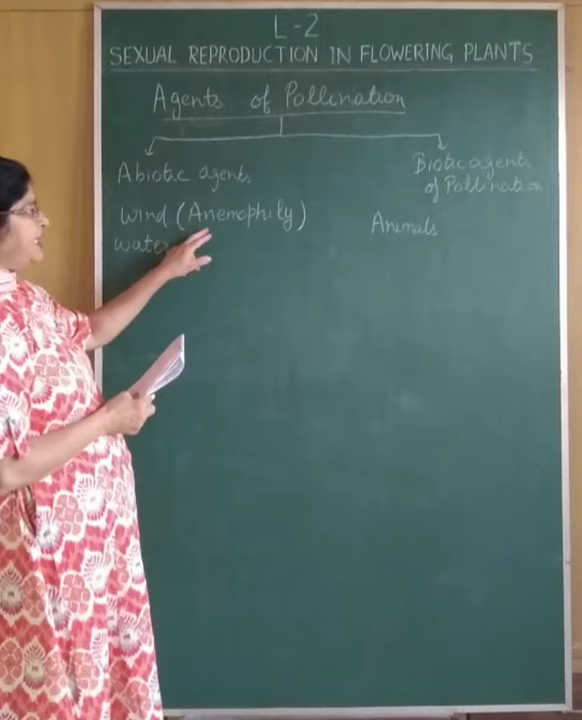 L-2
SEXUAL REPRODUCTION IN FLOWERING PLANTS
Agents of Pollination
Abiotic agents
Biotic agents
of Pollination
wind (Anemophily)
Animals
water